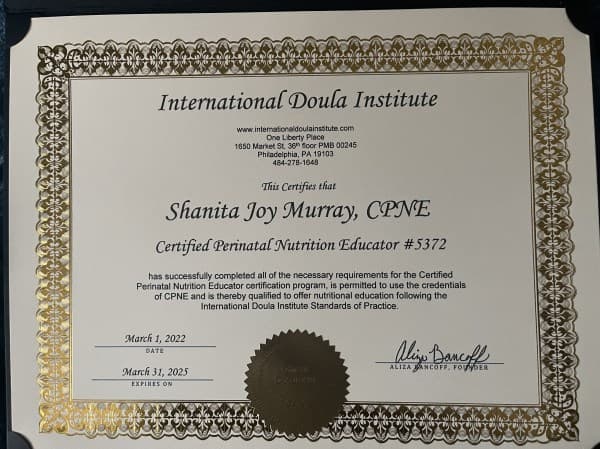 International Doula Institute
www.internationaldoulainstitute.com
One Liberty Place
1650 Market St, 36th floor PMB 00245
Philadelphia, PA 19103
484-278-1648
This Certifies that
Shanita Joy Murray, CPNE
Certified Perinatal Nutrition Educator #5372
has successfully completed all of the necessary requirements for the Certified
Perinatal Nutrition Educator certification program, is permitted to use the credentials
of CPNE and is thereby qualified to offer nutritional education following the
International Doula Institute Standards of Practice.
March 1, 2022
DATE
March 31, 2025
EXPIRES ON
Aliza Bancoff
ALIZA BANCOFF, FOUNDER